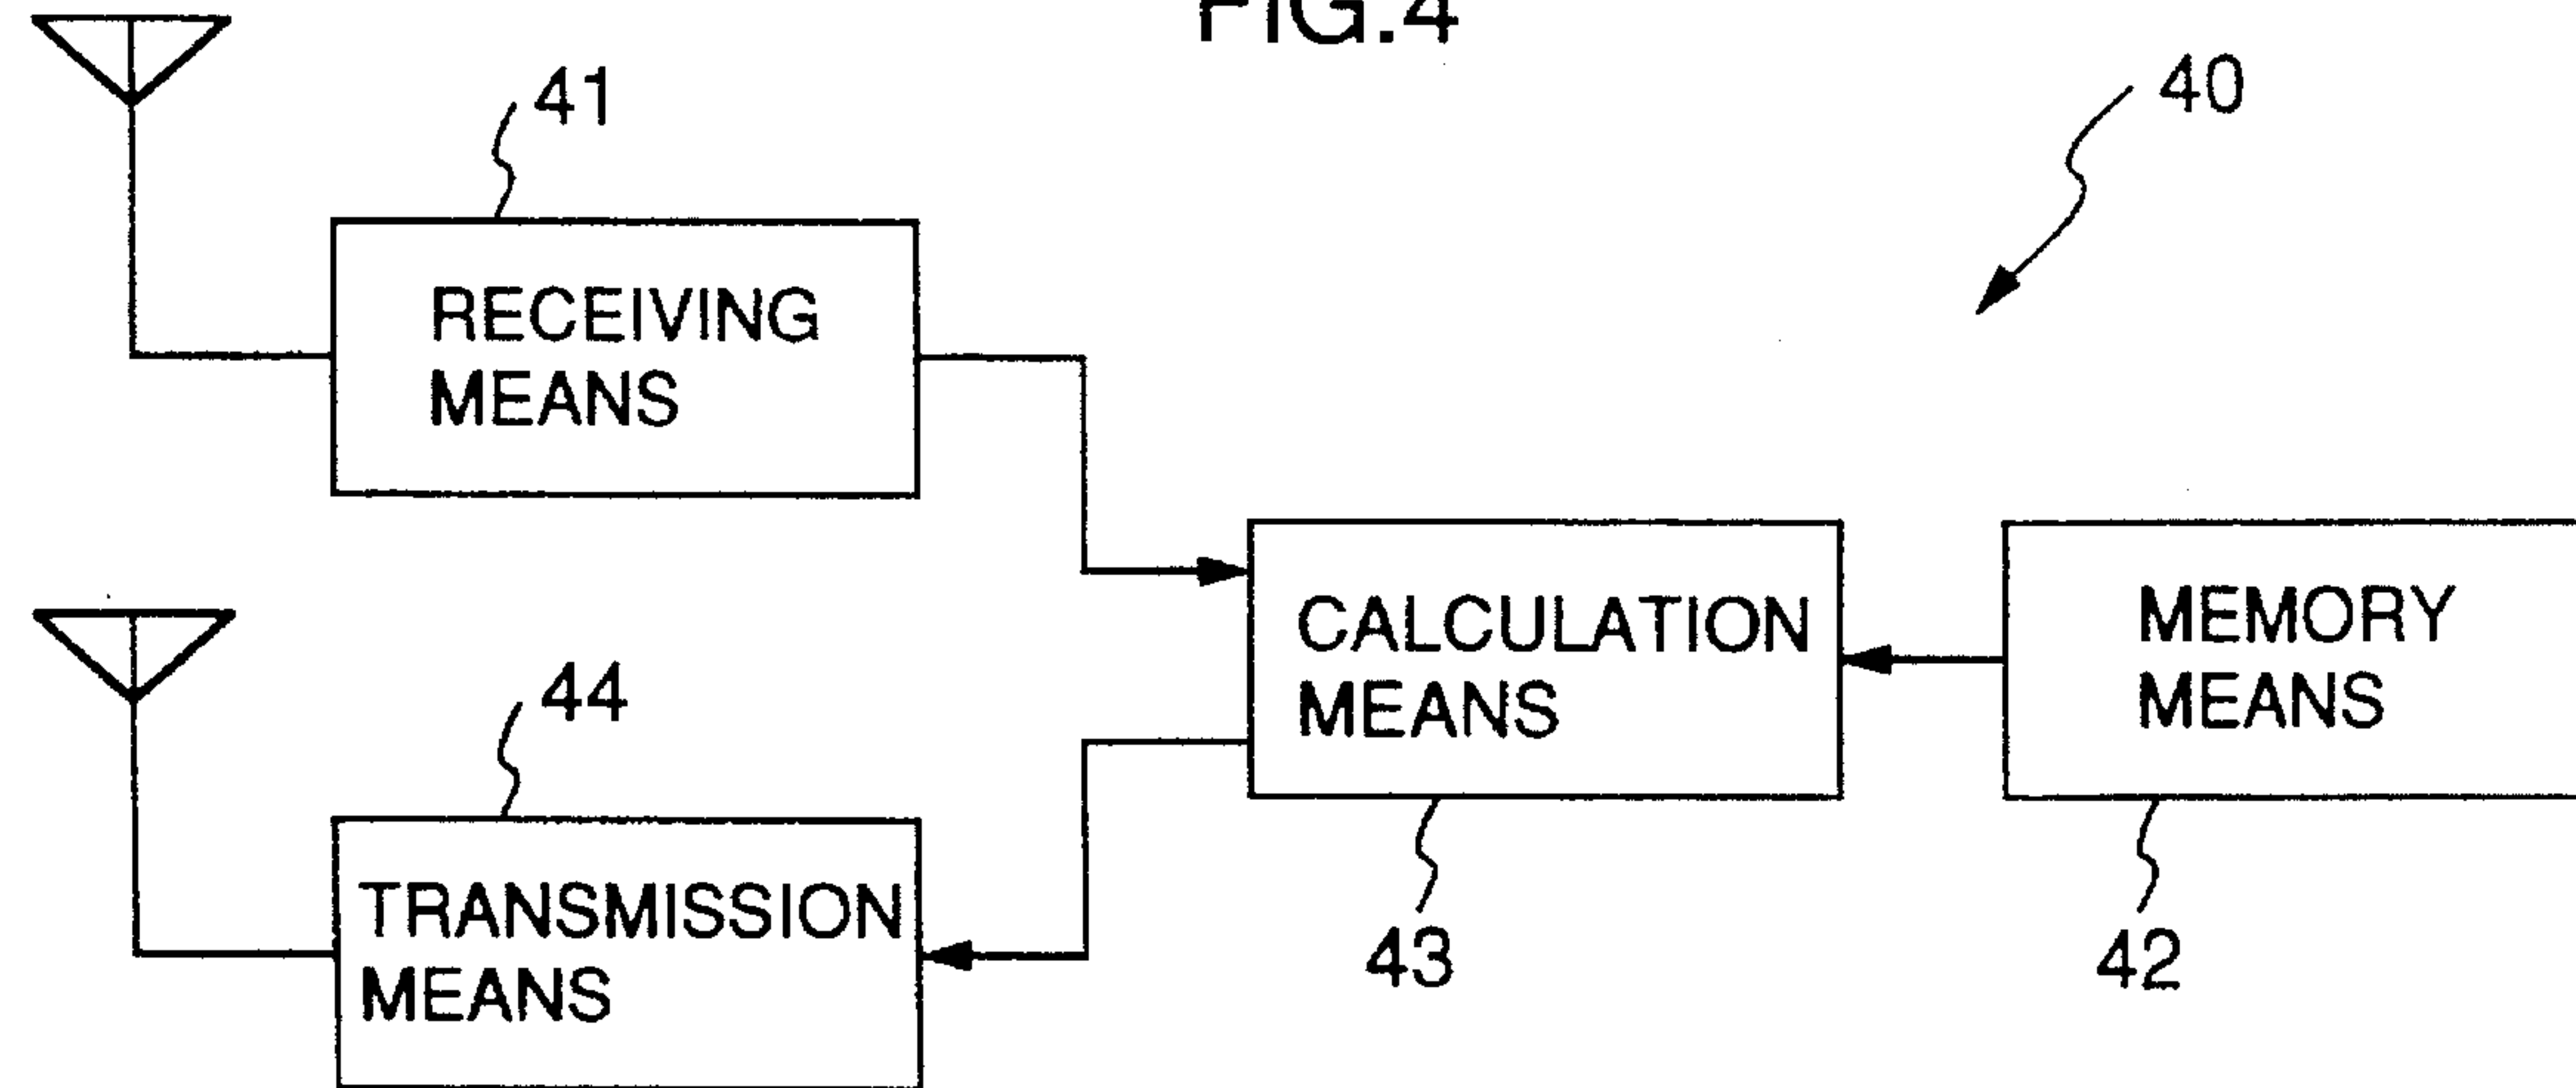 FIG.4
41
40
RECEIVING
MEANS
CALCULATION
MEANS
MEMORY
MEANS
44
TRANSMISSION
MEANS
43
42